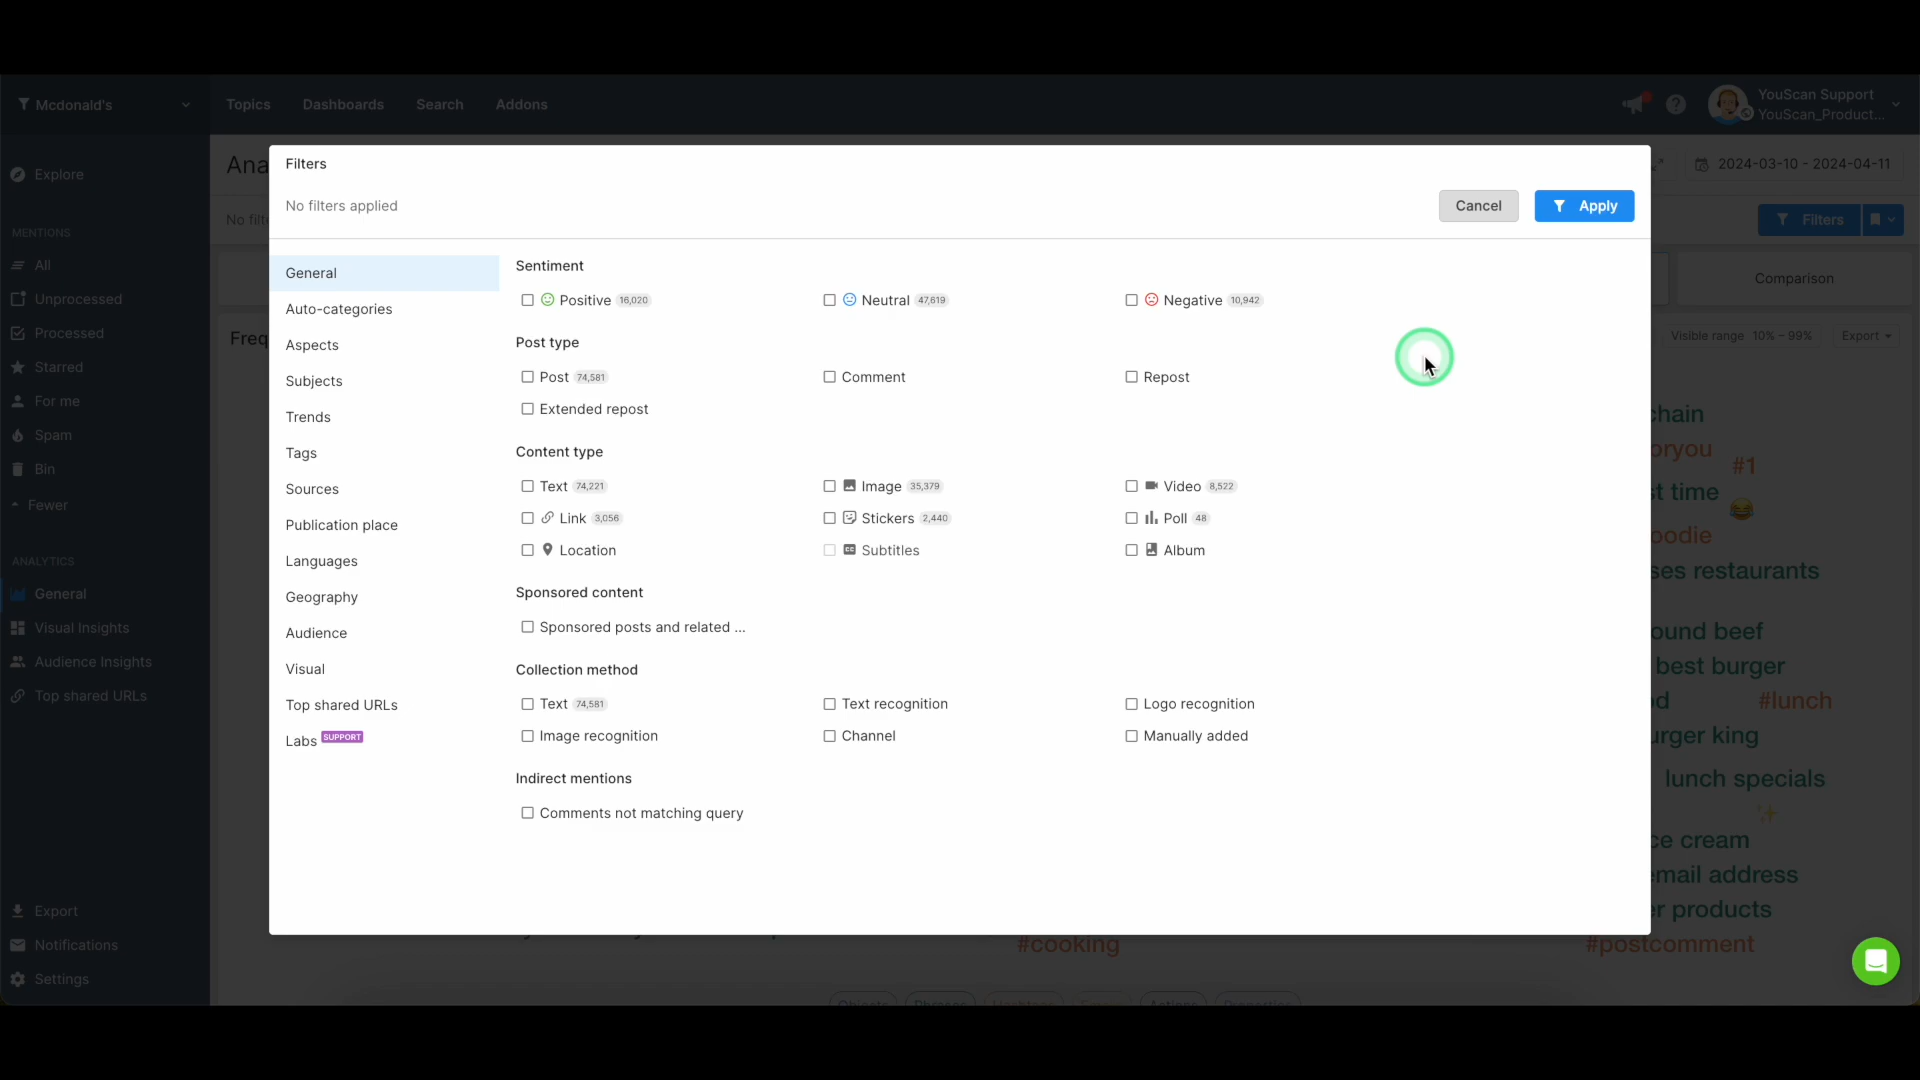 Mcdonald's
Topics Dashboards Search Addons
YouScan Support
YouScan_Product...
Explore
MENTIONS
All
Unprocessed
Processed
Starred
For me
Spam
Bin
Fewer
ANALYTICS
General
Visual Insights
Audience Insights
Top shared URLs
Export
Notifications
Settings
2024-03-10 - 2024-04-11
Filters
Comparison
Visible range 10% – 99%
Export
Filters
No filters applied
Cancel
Apply
General
Auto-categories
Aspects
Subjects
Trends
Tags
Sources
Publication place
Languages
Geography
Audience
Visual
Top shared URLs
Labs SUPPORT
Sentiment
Positive 16,020 Neutral 47,619 Negative 10,942
Post type
Post 74,581 Comment Repost
Extended repost
Content type
Text 74,221 Image 35,379 Video 8,522
Link 3,056 Stickers 2,440 Poll 48
Location Subtitles Album
Sponsored content
Sponsored posts and related ...
Collection method
Text 74,581 Text recognition Logo recognition
Image recognition Channel Manually added
Indirect mentions
Comments not matching query
#1
time
restaurants
beef
best burger
#lunch
king
lunch specials
cream
email address
products
#cooking
#postcomment